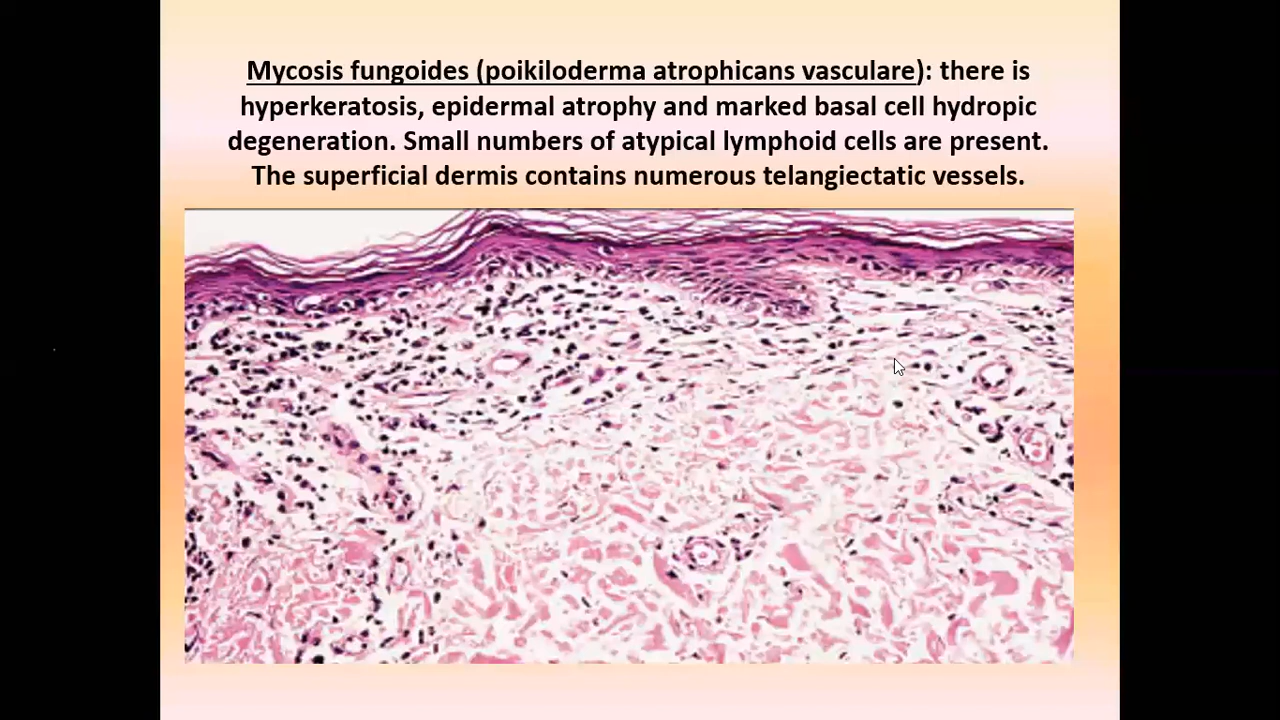 Mycosis fungoides (poikiloderma atrophicans vasculare): there is
hyperkeratosis, epidermal atrophy and marked basal cell hydropic
degeneration. Small numbers of atypical lymphoid cells are present.
The superficial dermis contains numerous telangiectatic vessels.